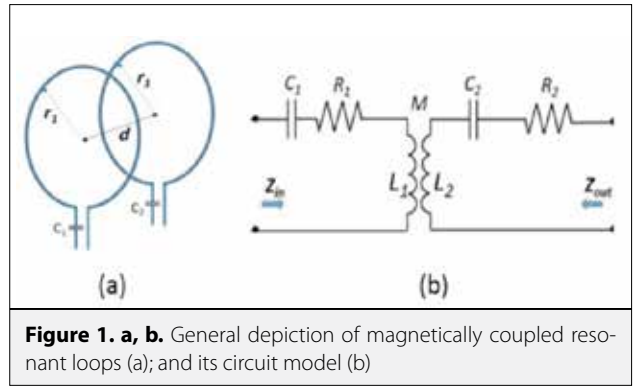 r₁
r₁
d
C₁
C₂
(a)
C₁
R₁
M
C₂
R₂
L₁
L₂
Zin
Zout
(b)
Figure 1. a, b. General depiction of magnetically coupled reso-
nant loops (a); and its circuit model (b)